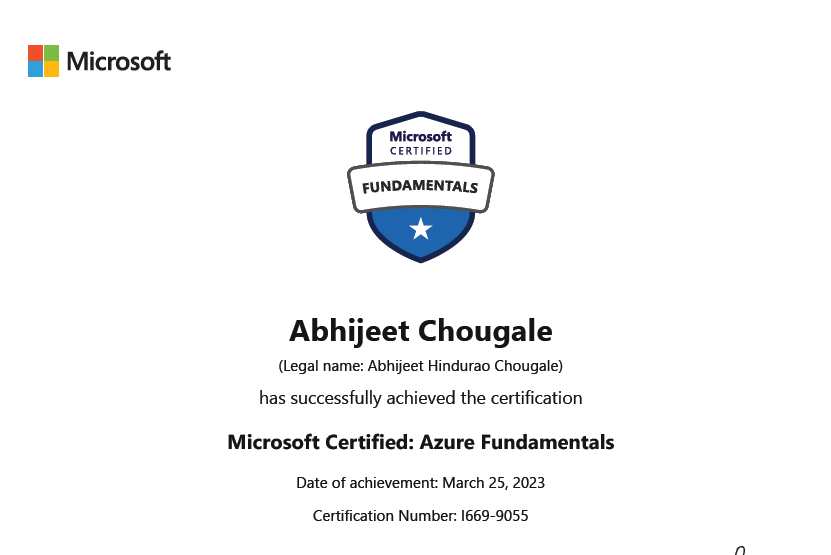 Microsoft
Microsoft
CERTIFIED
FUNDAMENTALS
Abhijeet Chougale
(Legal name: Abhijeet Hindurao Chougale)
has successfully achieved the certification
Microsoft Certified: Azure Fundamentals
Date of achievement: March 25, 2023
Certification Number: I669-9055